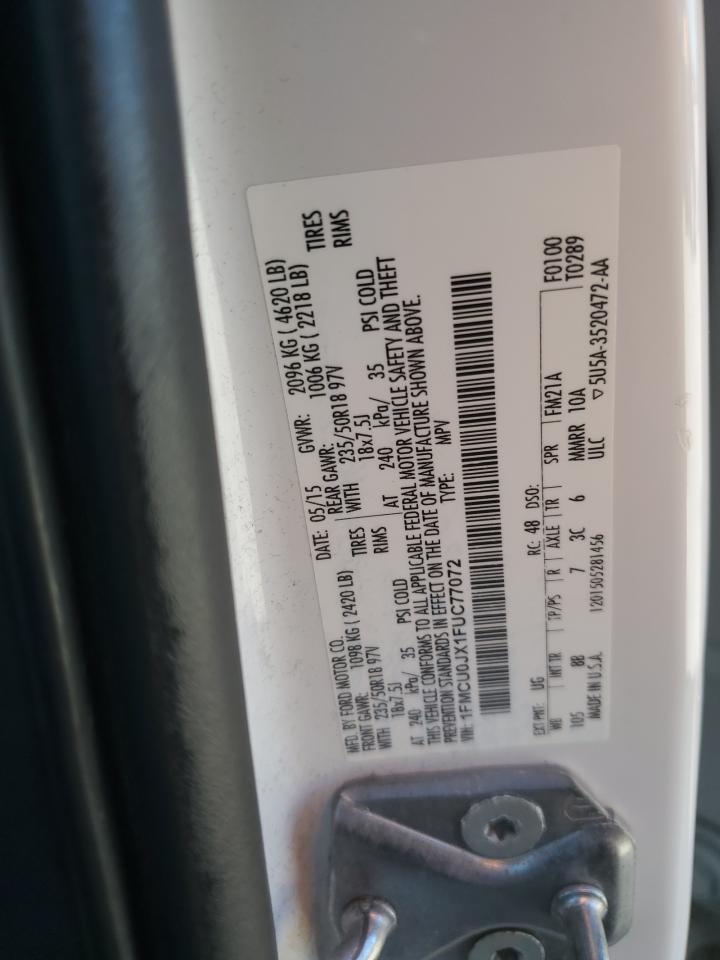 MFD. BY FORD MOTOR CO. DATE: 05/15 GVWR: 2096 KG ( 4620 LB)
FRONT GAWR: 1098 KG ( 2420 LB) REAR GAWR: 1006 KG ( 2218 LB)
WITH 235/50R18 97V TIRES WITH 235/50R18 97V TIRES
18x7.5J RIMS 18x7.5J RIMS
AT 240 kPa/ 35 PSI COLD AT 240 kPa/ 35 PSI COLD
THIS VEHICLE CONFORMS TO ALL APPLICABLE FEDERAL MOTOR VEHICLE SAFETY AND THEFT
PREVENTION STANDARDS IN EFFECT ON THE DATE OF MANUFACTURE SHOWN ABOVE.
VIN: 1FMCU0JX1FUC77072 TYPE: MPV
EXT PNT: UG RC: 48 DSO: F0100
WB INT TR TP/PS R AXLE TR SPR FM21A T0289
105 BB 7 3C 6 MMRR 10A
MADE IN U.S.A. 1201505281456 ULC ▽5U5A-3520472-AA